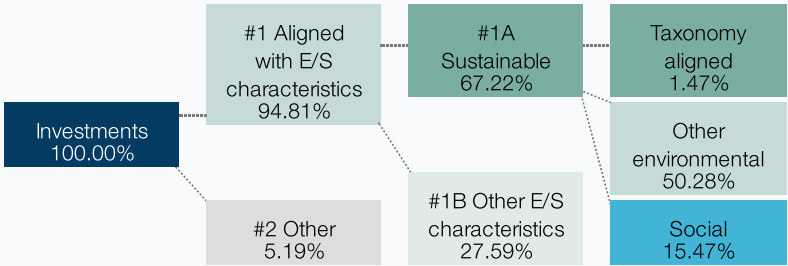 Investments
100.00%
#1 Aligned
with E/S
characteristics
94.81%
#2 Other
5.19%
#1A
Sustainable
67.22%
#1B Other E/S
characteristics
27.59%
Taxonomy
aligned
1.47%
Other
environmental
50.28%
Social
15.47%